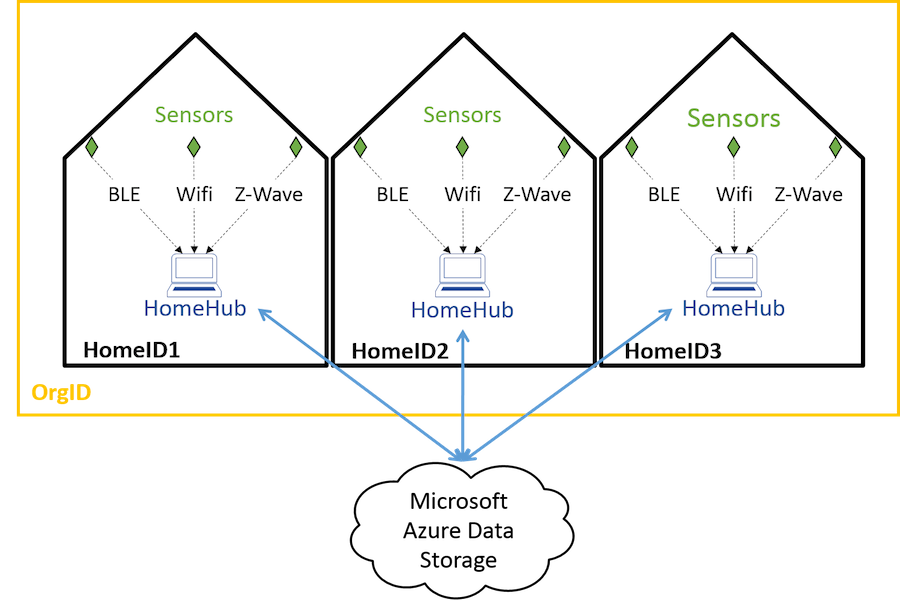 Sensors
BLE Wifi Z-Wave
HomeHub
HomeID1
Sensors
BLE Wifi Z-Wave
HomeHub
HomeID2
Sensors
BLE Wifi Z-Wave
HomeHub
HomeID3
OrgID
Microsoft
Azure Data
Storage